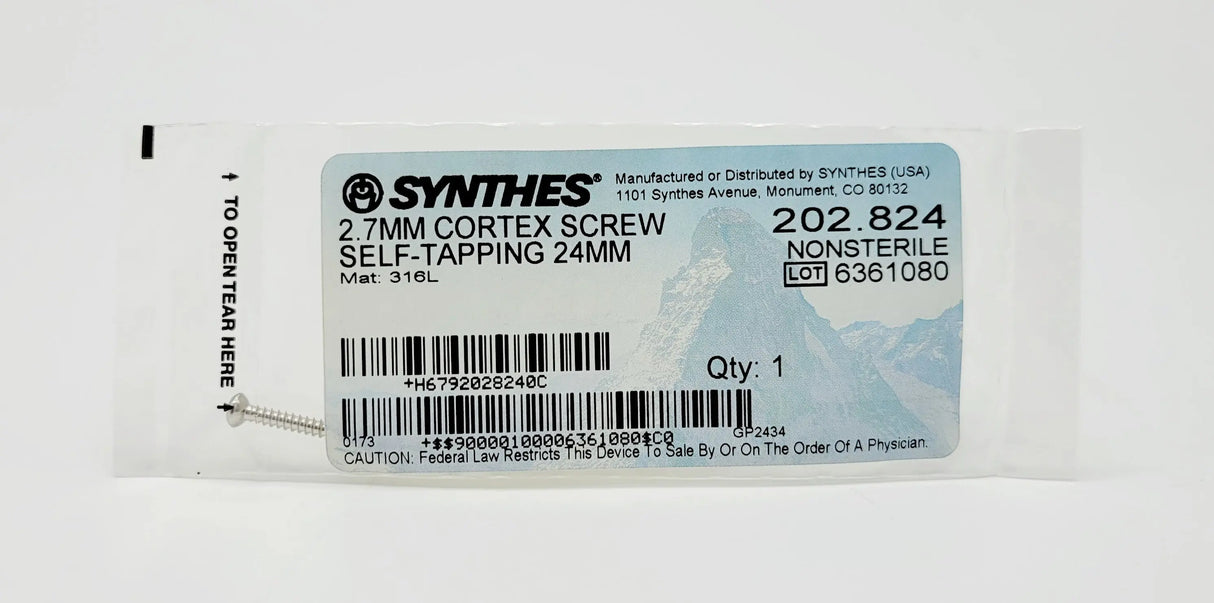 TO OPEN TEAR HERE
SYNTHES®
Manufactured or Distributed by SYNTHES (USA)
1101 Synthes Avenue, Monument, CO 80132
2.7MM CORTEX SCREW
SELF-TAPPING 24MM
Mat: 316L
202.824
NONSTERILE
LOT 6361080
Qty: 1
+H6792028240C
0173
+$$90000100006361080$C0
GP2434
CAUTION: Federal Law Restricts This Device To Sale By Or On The Order Of A Physician.